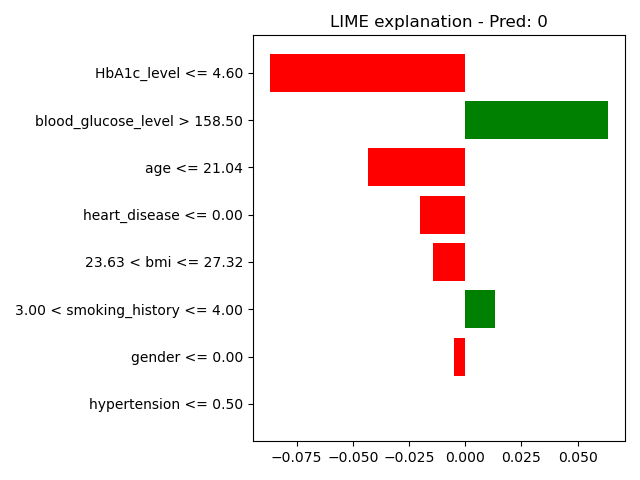 LIME explanation - Pred: 0
HbA1c_level <= 4.60
blood_glucose_level > 158.50
age <= 21.04
heart_disease <= 0.00
23.63 < bmi <= 27.32
3.00 < smoking_history <= 4.00
gender <= 0.00
hypertension <= 0.50
−0.075 −0.050 −0.025 0.000 0.025 0.050